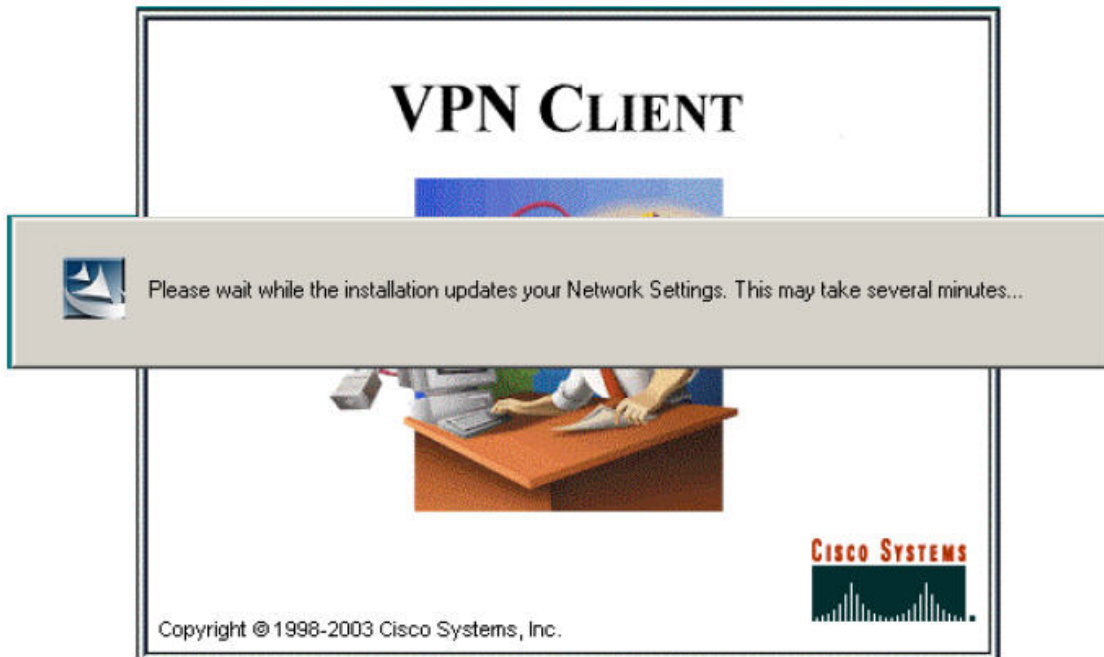 VPN CLIENT
Please wait while the installation updates your Network Settings. This may take several minutes...
CISCO SYSTEMS
Copyright © 1998-2003 Cisco Systems, Inc.